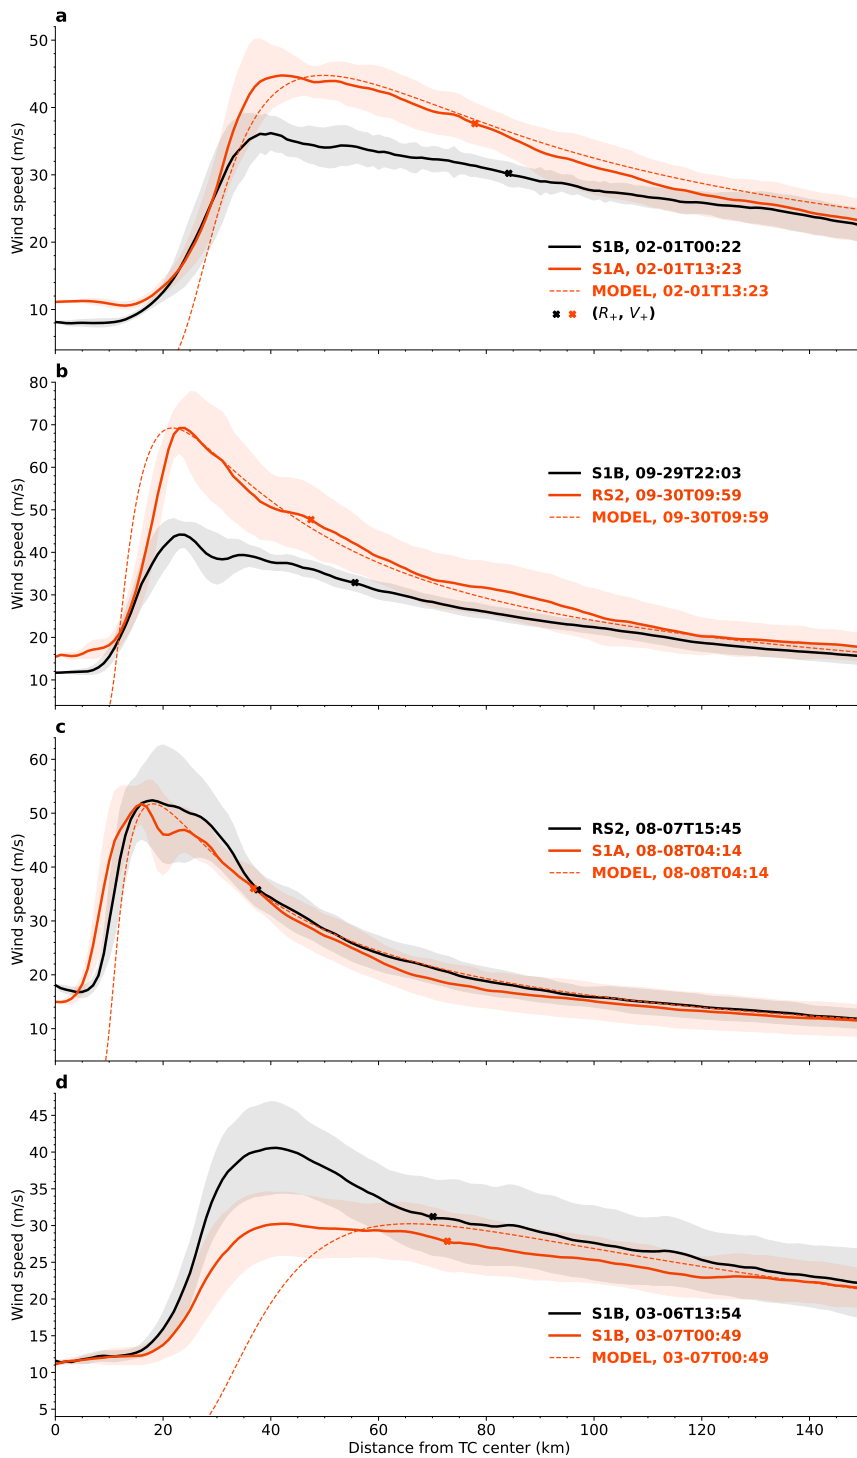 a
50
40
30
20
10
Wind speed (m/s)
S1B, 02-01T00:22
S1A, 02-01T13:23
MODEL, 02-01T13:23
(R₊, V₊)
b
80
70
60
50
40
30
20
10
Wind speed (m/s)
S1B, 09-29T22:03
RS2, 09-30T09:59
MODEL, 09-30T09:59
c
60
50
40
30
20
10
Wind speed (m/s)
RS2, 08-07T15:45
S1A, 08-08T04:14
MODEL, 08-08T04:14
d
45
40
35
30
25
20
15
10
5
Wind speed (m/s)
S1B, 03-06T13:54
S1B, 03-07T00:49
MODEL, 03-07T00:49
0 20 40 60 80 100 120 140
Distance from TC center (km)